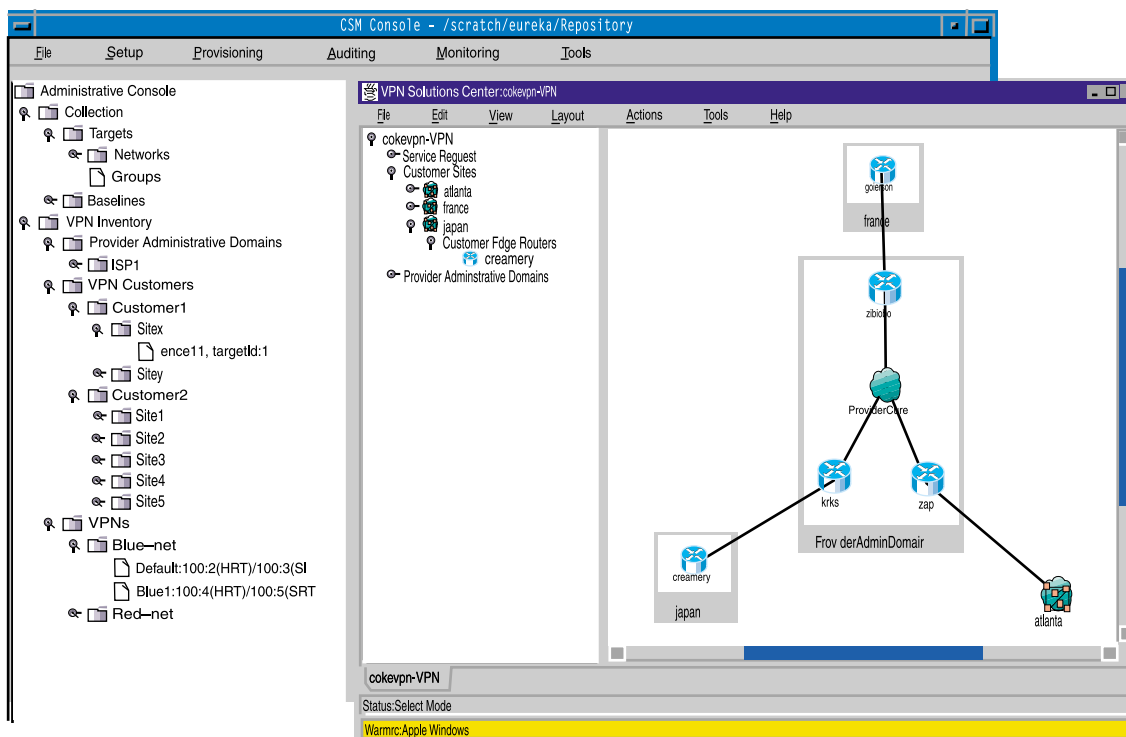 CSM Console - /scratch/eureka/Repository
File Setup Provisioning Auditing Monitoring Tools
Administrative Console
Collection
Targets
Networks
Groups
Baselines
VPN Inventory
Provider Administrative Domains
ISP1
VPN Customers
Customer1
Sitex
ence11, targetId:1
Sitey
Customer2
Site1
Site2
Site3
Site4
Site5
VPNs
Blue–net
Default:100:2(HRT)/100:3(SI
Blue1:100:4(HRT)/100:5(SRT
Red–net
VPN Solutions Center:cokevpn-VPN
File Edit View Layout Actions Tools Help
cokevpn-VPN
Service Request
Customer Sites
atlanta
france
japan
Customer Fdge Routers
creamery
Provider Adminstrative Domains
goierson
france
zibiobo
ProviderCure
krks
zap
Frov derAdminDomair
creamery
japan
atlanta
cokevpn-VPN
Status:Select Mode
Warmrc:Apple Windows